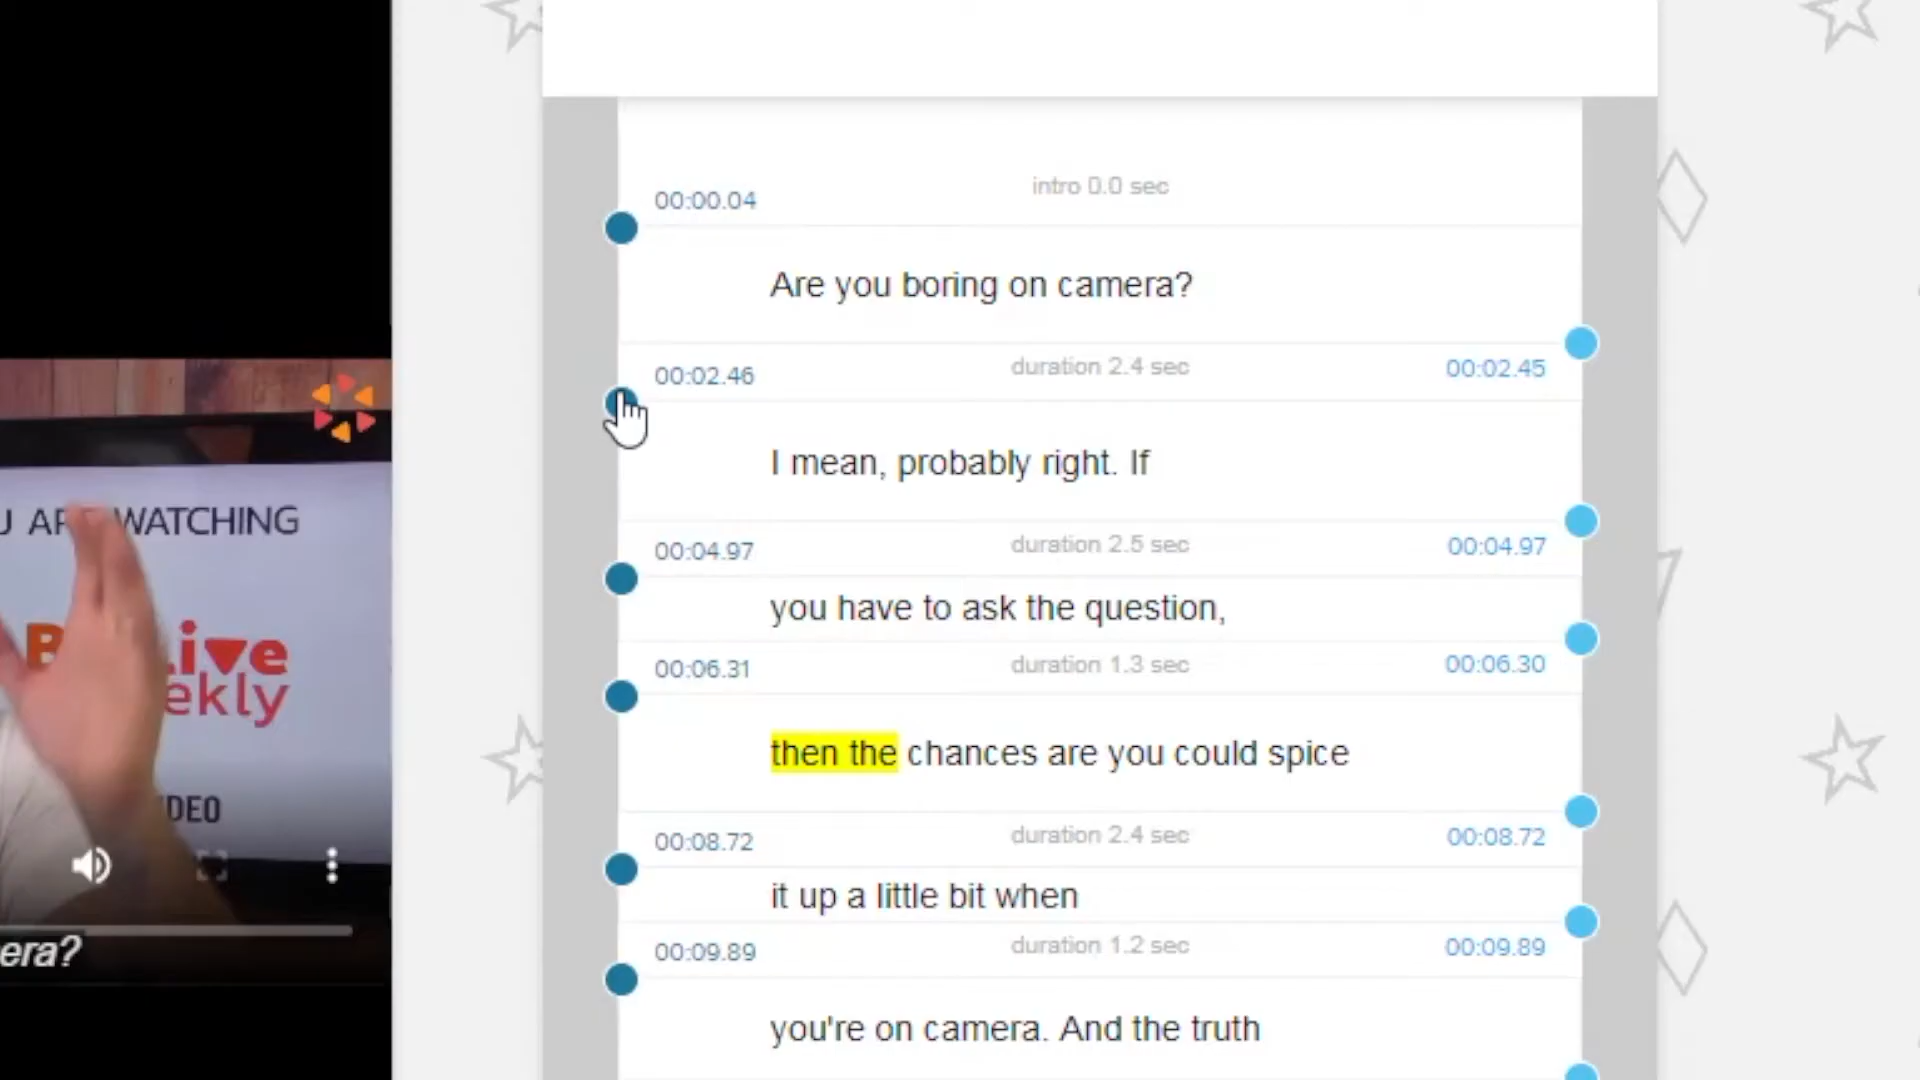 intro 0.0 sec
00:00.04
Are you boring on camera?
00:02.46 duration 2.4 sec 00:02.45
I mean, probably right. If
00:04.97 duration 2.5 sec 00:04.97
you have to ask the question,
00:06.31 duration 1.3 sec 00:06.30
then the chances are you could spice
00:08.72 duration 2.4 sec 00:08.72
it up a little bit when
00:09.89 duration 1.2 sec 00:09.89
you're on camera. And the truth
WATCHING
era?